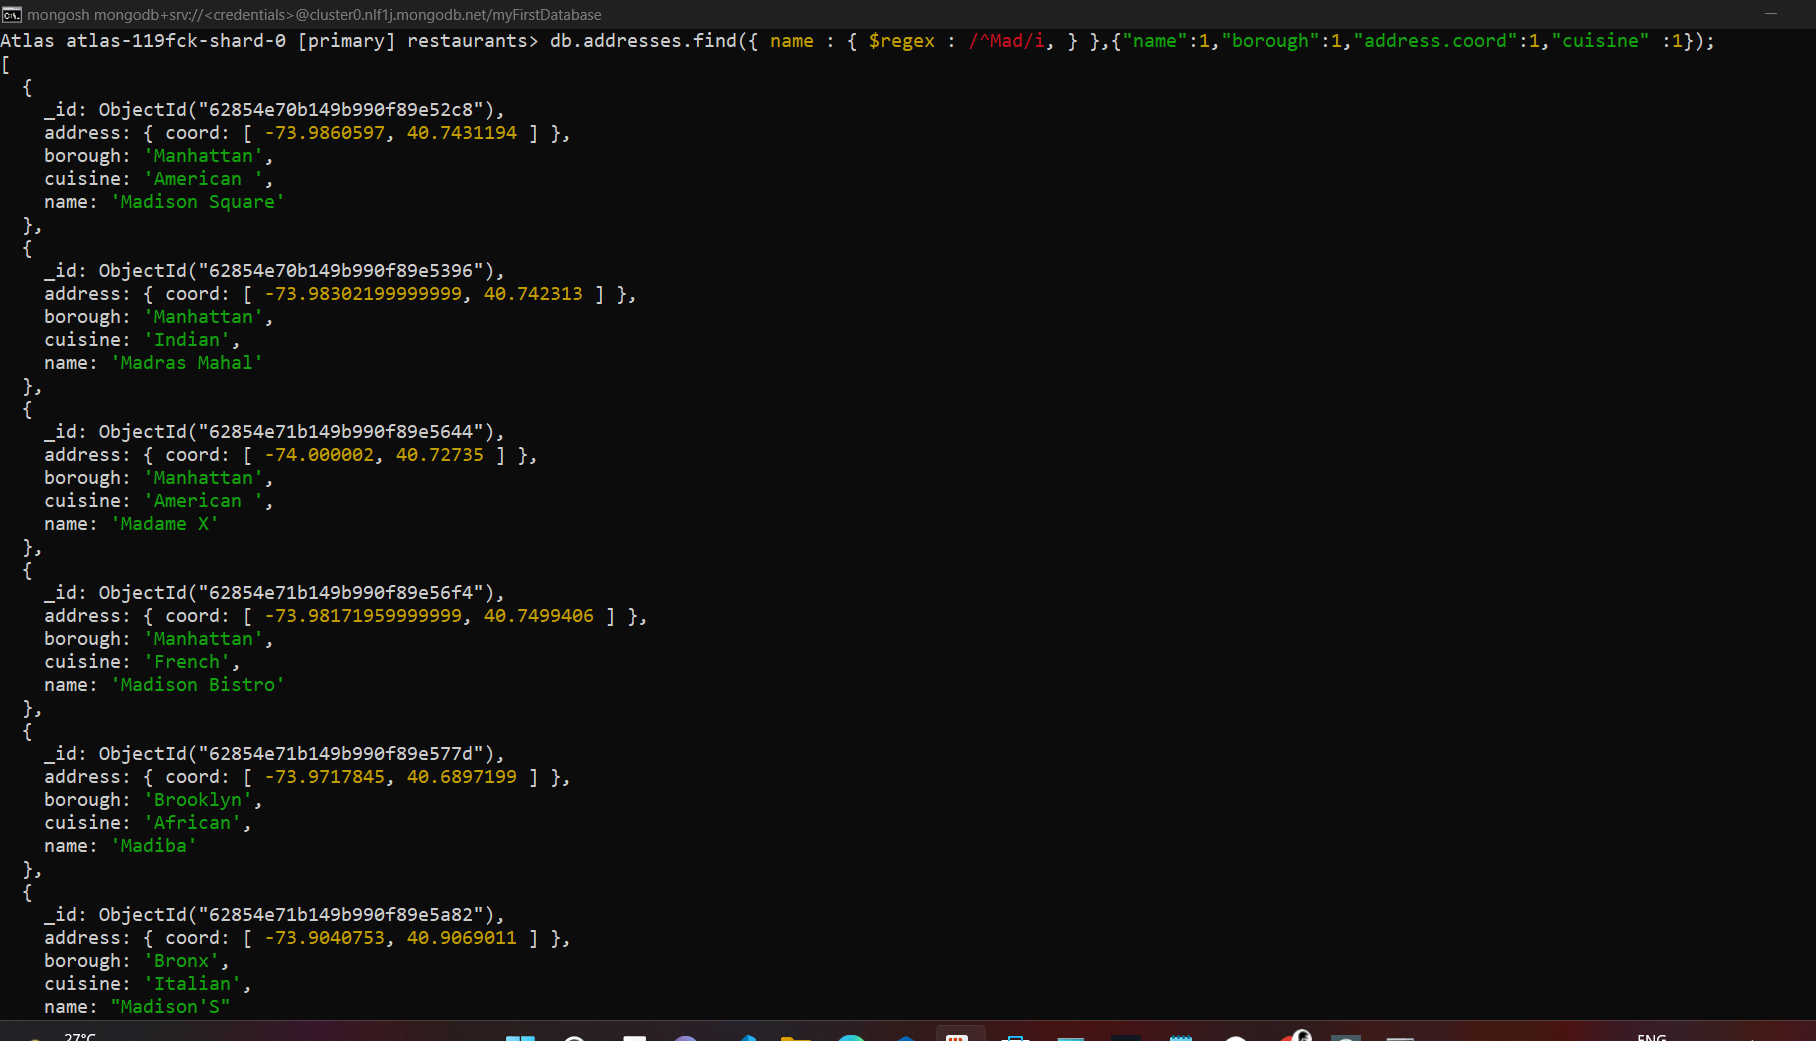 mongosh mongodb+srv://<credentials>@cluster0.nlf1j.mongodb.net/myFirstDatabase
Atlas atlas-119fck-shard-0 [primary] restaurants> db.addresses.find({ name : { $regex : /^Mad/i, } },{"name":1,"borough":1,"address.coord":1,"cuisine" :1});
[
  {
    _id: ObjectId("62854e70b149b990f89e52c8"),
    address: { coord: [ -73.9860597, 40.7431194 ] },
    borough: 'Manhattan',
    cuisine: 'American ',
    name: 'Madison Square'
  },
  {
    _id: ObjectId("62854e70b149b990f89e5396"),
    address: { coord: [ -73.98302199999999, 40.742313 ] },
    borough: 'Manhattan',
    cuisine: 'Indian',
    name: 'Madras Mahal'
  },
  {
    _id: ObjectId("62854e71b149b990f89e5644"),
    address: { coord: [ -74.000002, 40.72735 ] },
    borough: 'Manhattan',
    cuisine: 'American ',
    name: 'Madame X'
  },
  {
    _id: ObjectId("62854e71b149b990f89e56f4"),
    address: { coord: [ -73.98171959999999, 40.7499406 ] },
    borough: 'Manhattan',
    cuisine: 'French',
    name: 'Madison Bistro'
  },
  {
    _id: ObjectId("62854e71b149b990f89e577d"),
    address: { coord: [ -73.9717845, 40.6897199 ] },
    borough: 'Brooklyn',
    cuisine: 'African',
    name: 'Madiba'
  },
  {
    _id: ObjectId("62854e71b149b990f89e5a82"),
    address: { coord: [ -73.9040753, 40.9069011 ] },
    borough: 'Bronx',
    cuisine: 'Italian',
    name: "Madison'S"
27°C
ENG